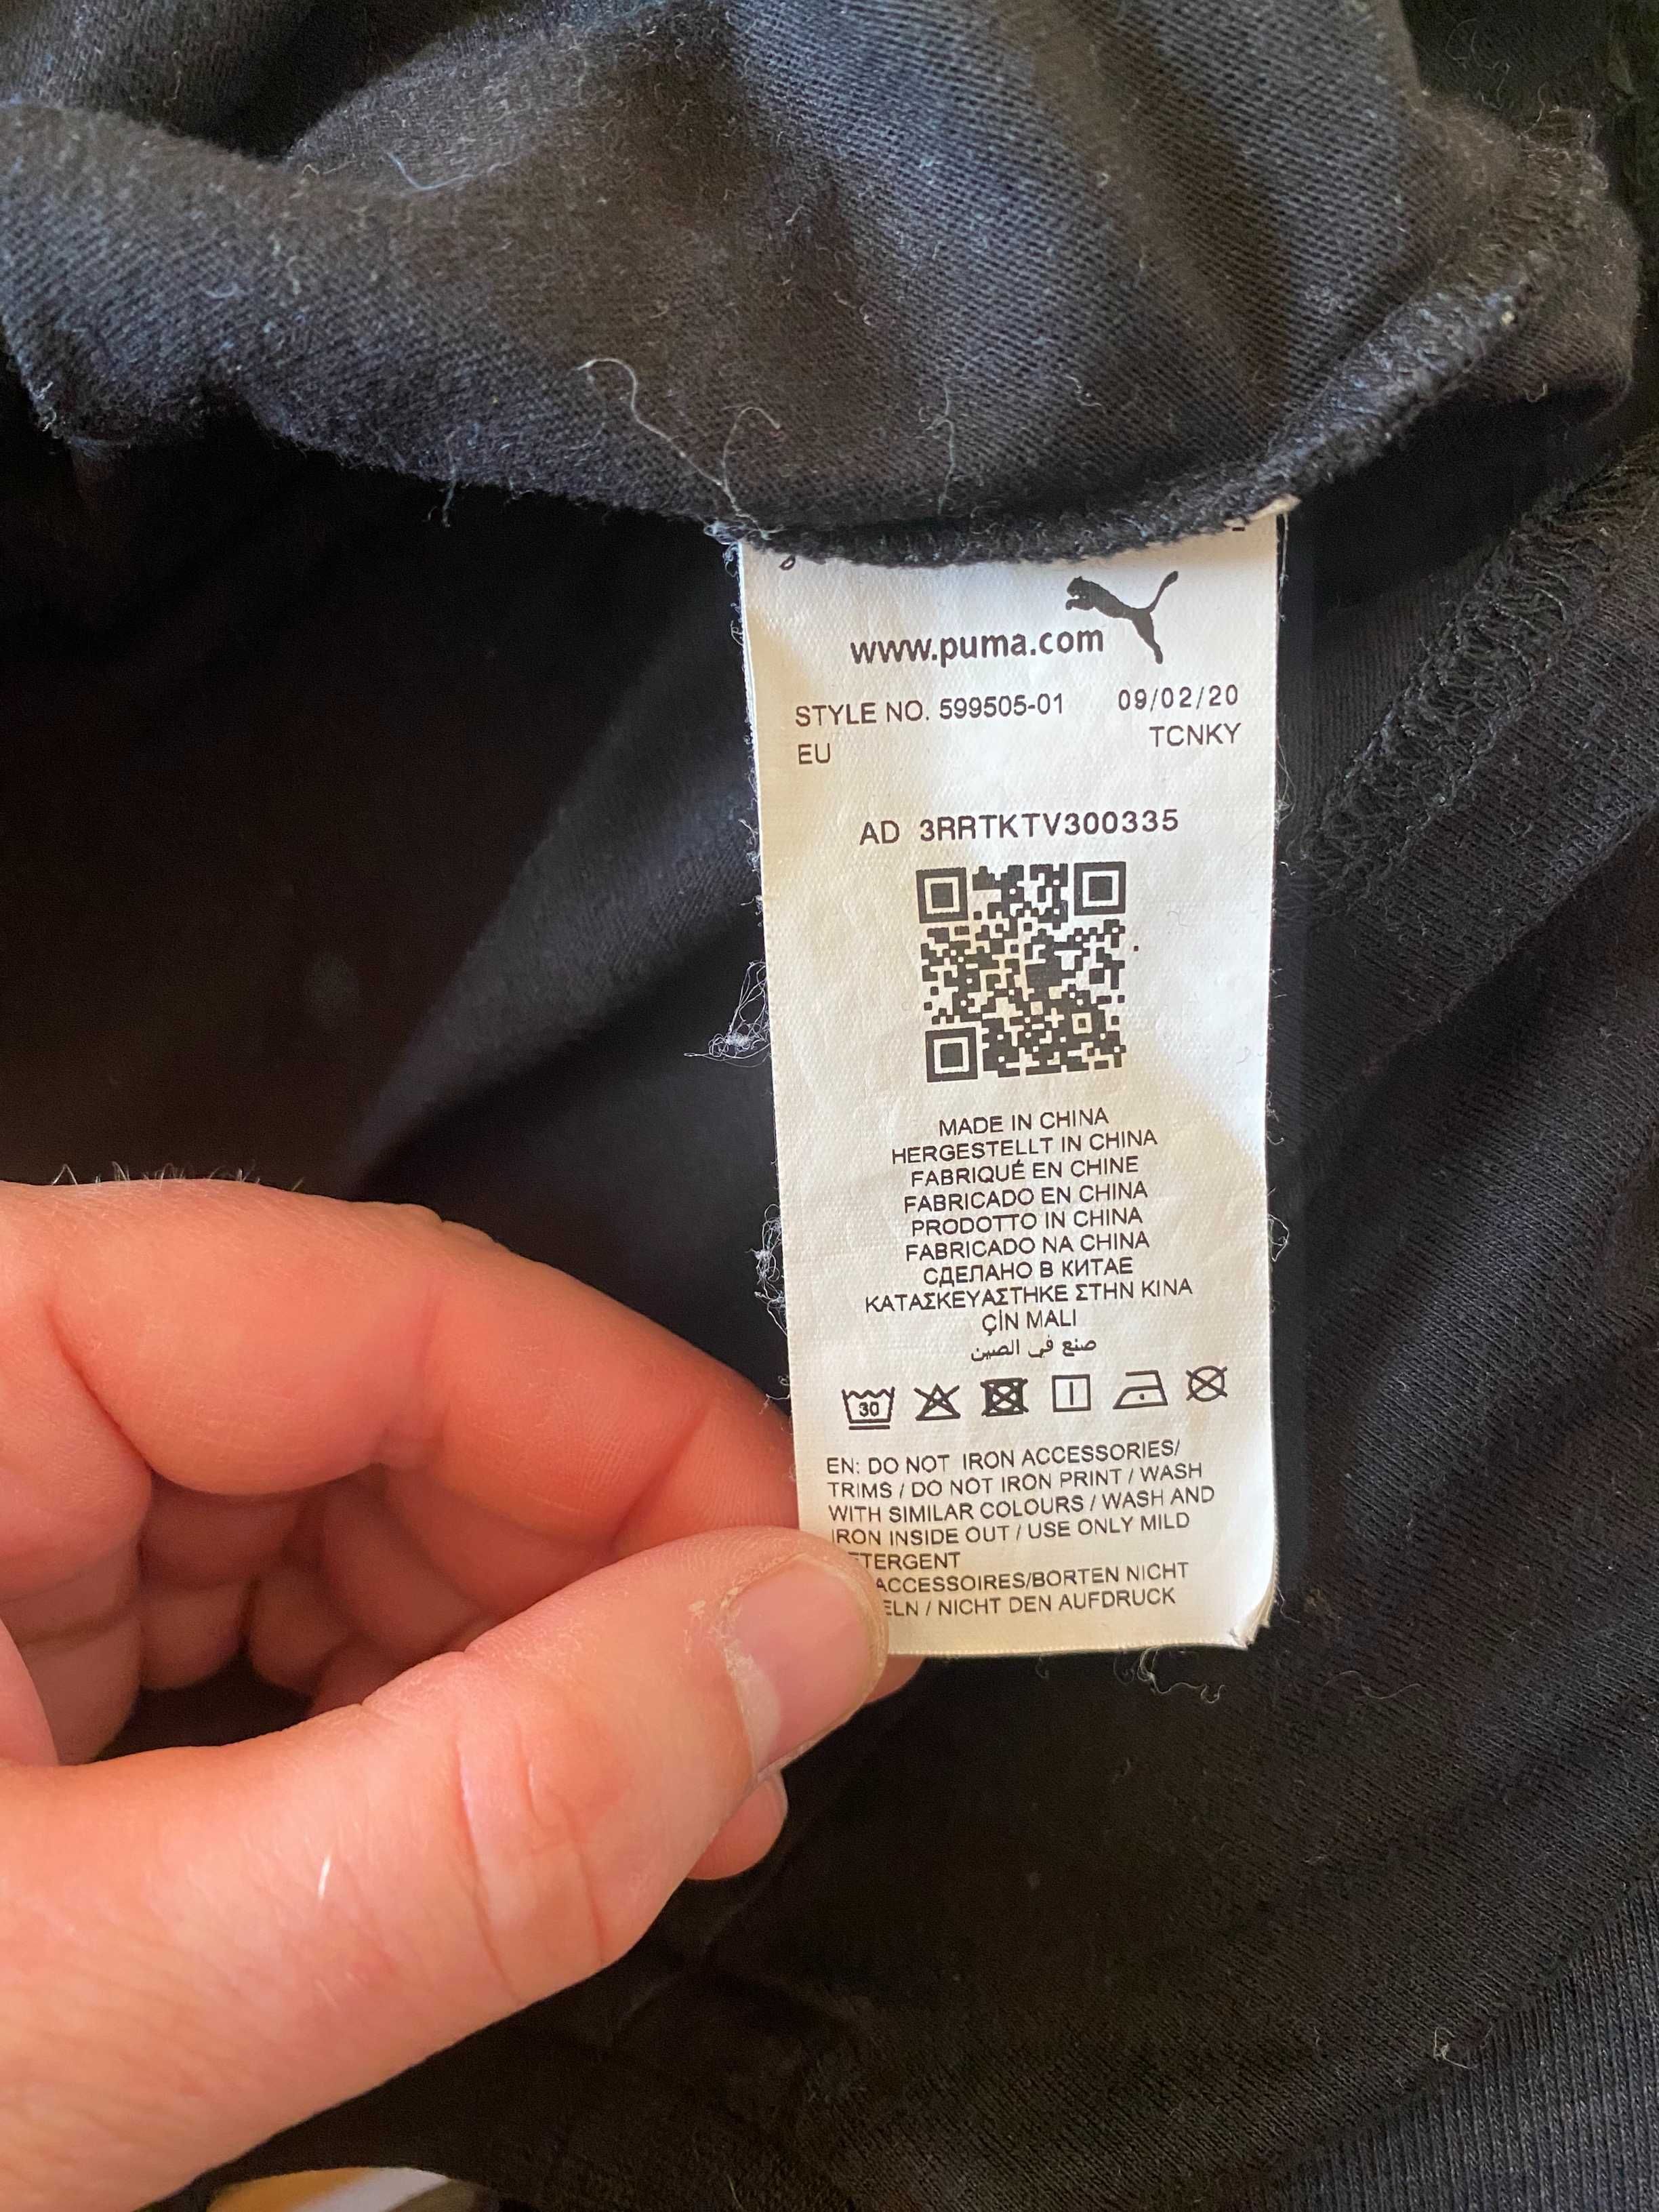 www.puma.com
STYLE NO. 599505-01 09/02/20
EU TCNKY
AD 3RRTKTV300335
MADE IN CHINA
HERGESTELLT IN CHINA
FABRIQUÉ EN CHINE
FABRICADO EN CHINA
PRODOTTO IN CHINA
FABRICADO NA CHINA
СДЕЛАНО В КИТАЕ
ΚΑΤΑΣΚΕΥΑΣΤΗΚΕ ΣΤΗΝ ΚΙΝΑ
ÇİN MALI
صنع في الصين
30
EN: DO NOT IRON ACCESSORIES/
TRIMS / DO NOT IRON PRINT / WASH
WITH SIMILAR COLOURS / WASH AND
IRON INSIDE OUT / USE ONLY MILD
ETERGENT
ACCESSOIRES/BORTEN NICHT
ELN / NICHT DEN AUFDRUCK